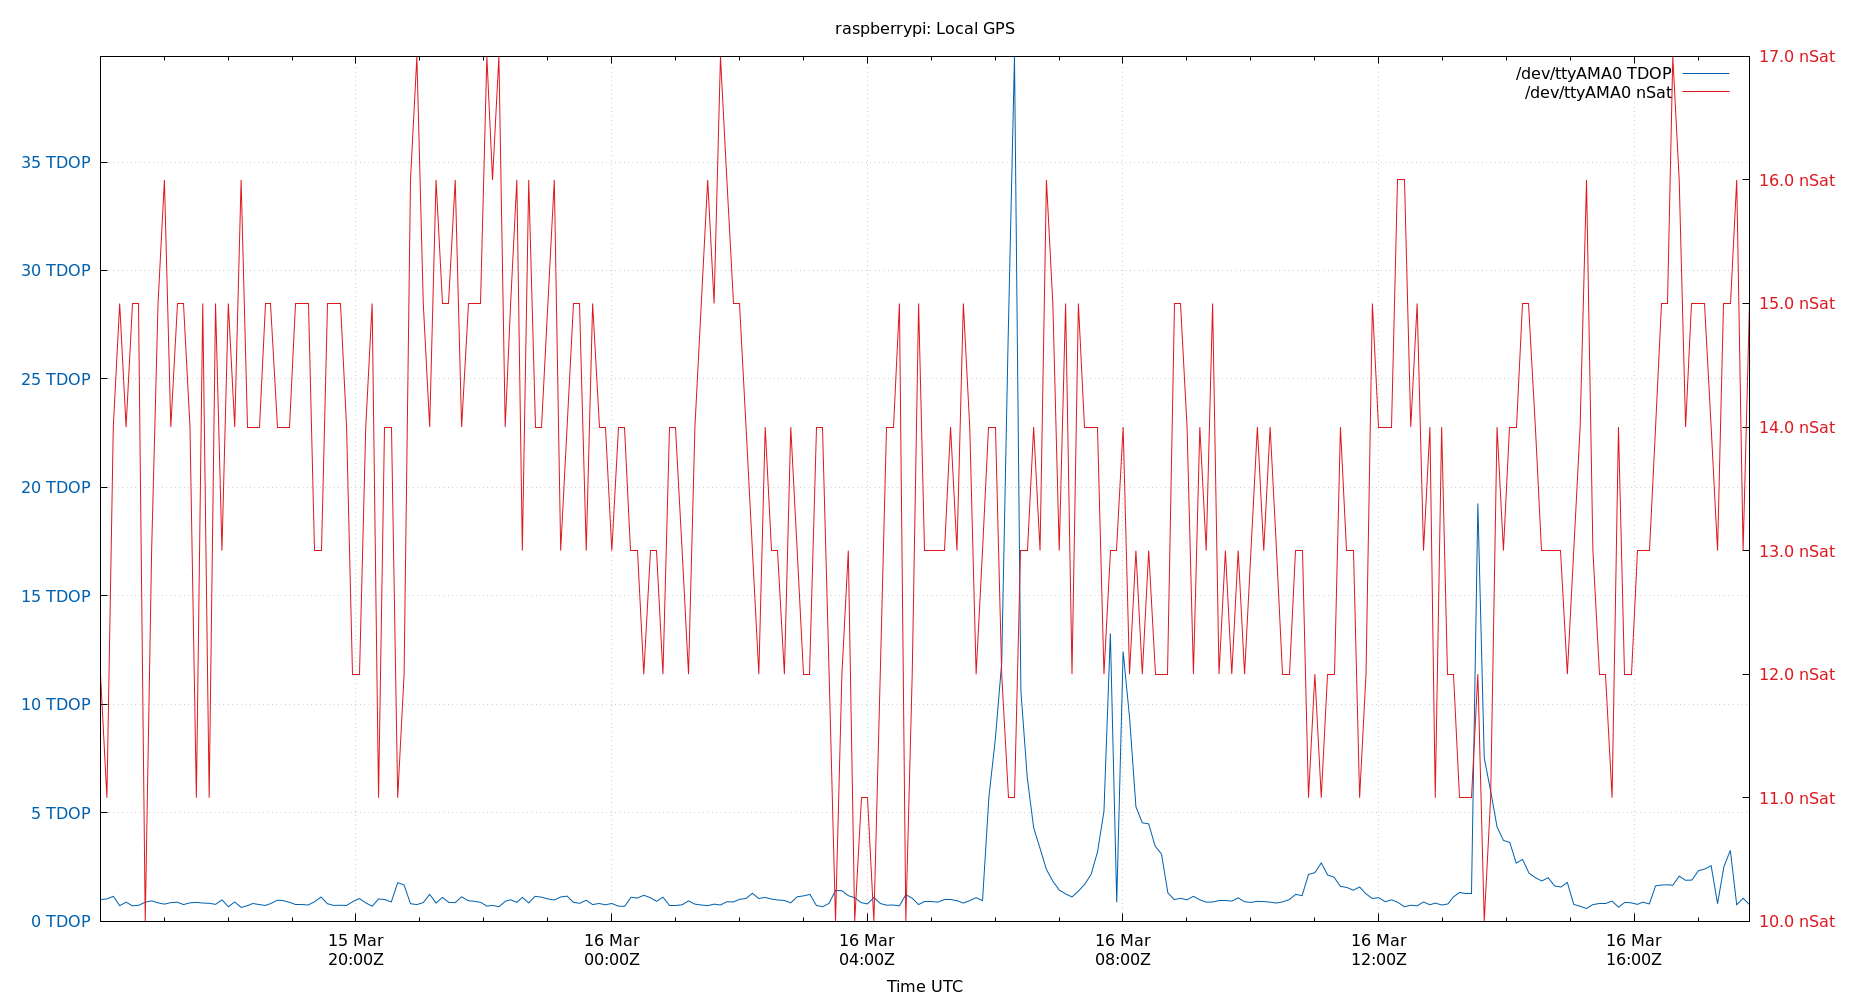 raspberrypi: Local GPS
/dev/ttyAMA0 TDOP
/dev/ttyAMA0 nSat
35 TDOP
30 TDOP
25 TDOP
20 TDOP
15 TDOP
10 TDOP
5 TDOP
0 TDOP
17.0 nSat
16.0 nSat
15.0 nSat
14.0 nSat
13.0 nSat
12.0 nSat
11.0 nSat
10.0 nSat
15 Mar
20:00Z
16 Mar
00:00Z
16 Mar
04:00Z
16 Mar
08:00Z
16 Mar
12:00Z
16 Mar
16:00Z
Time UTC